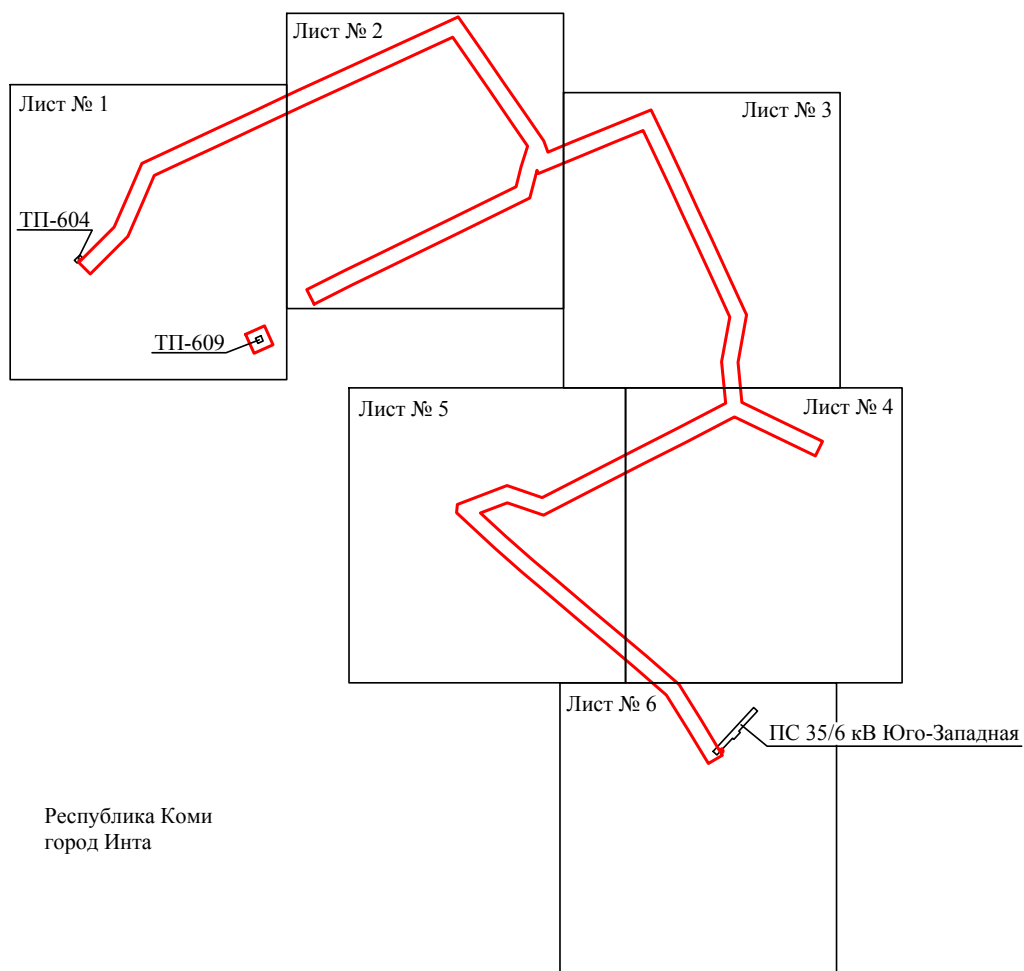 Лист № 2
Лист № 1
Лист № 3
ТП-604
ТП-609
Лист № 5
Лист № 4
Лист № 6
ПС 35/6 кВ Юго-Западная
Республика Коми
город Инта